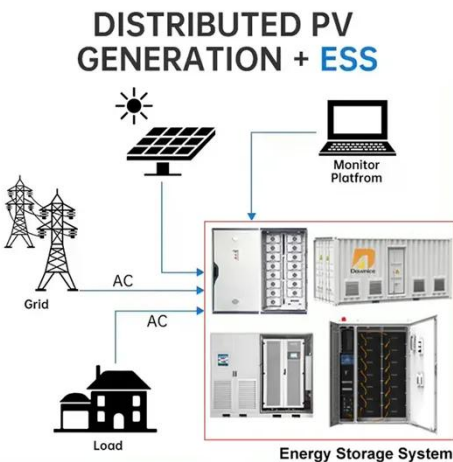 DISTRIBUTED PV
GENERATION + ESS
Monitor
Platfrom
Grid
AC
AC
Load
Energy Storage System